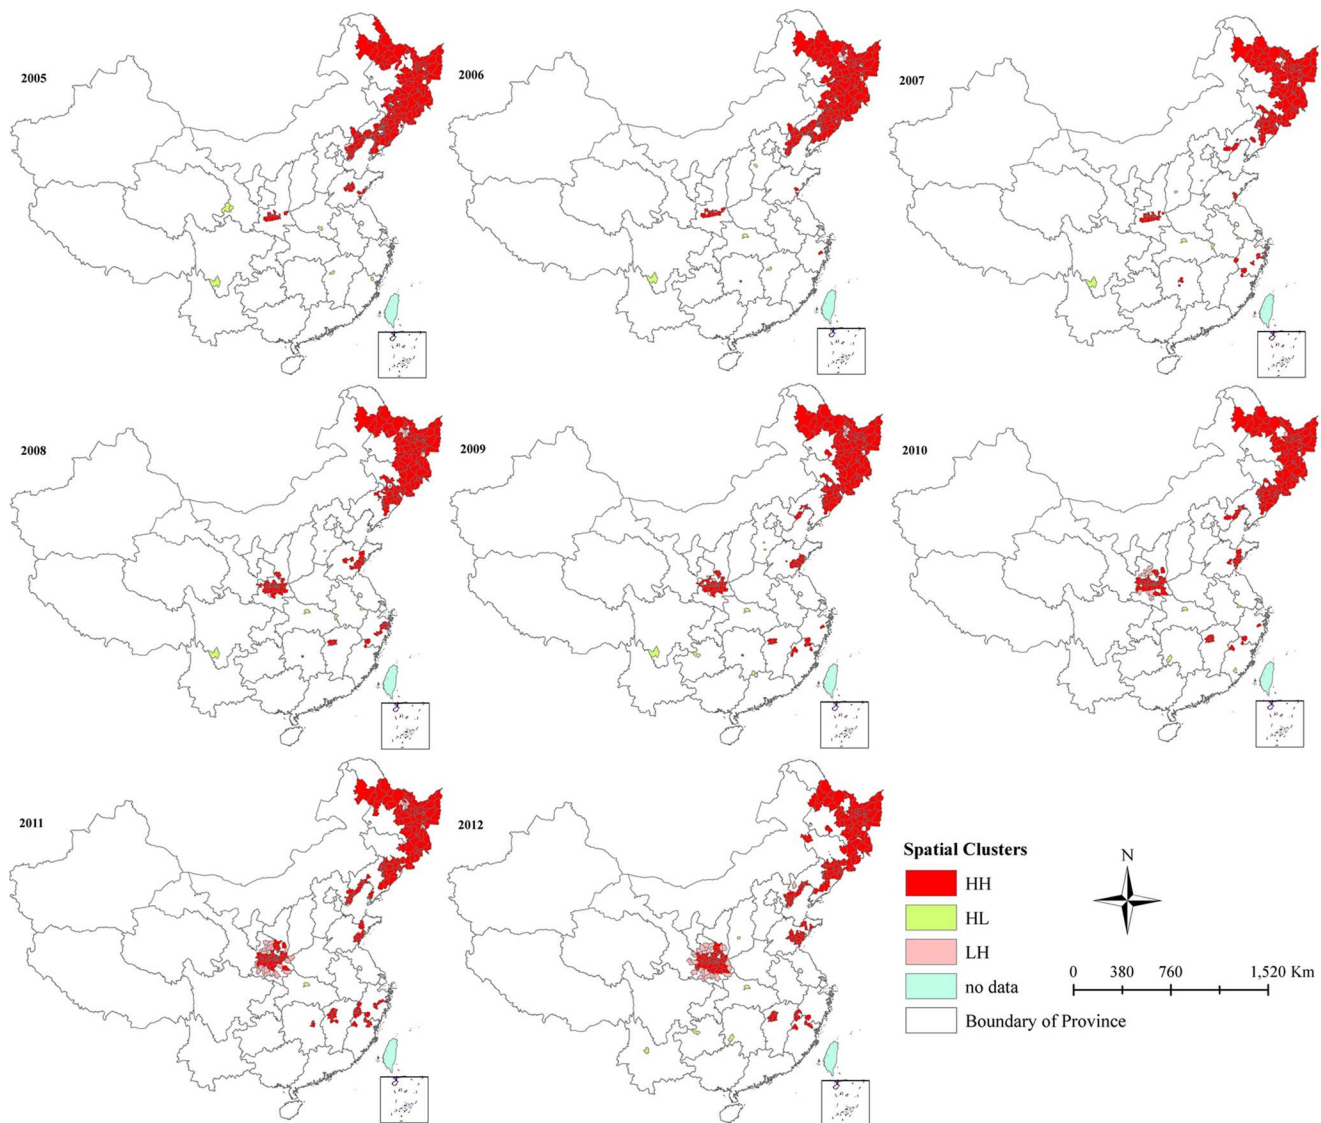 2005
2006
2007
2008
2009
2010
2011
2012
Spatial Clusters
HH
HL
LH
no data
Boundary of Province
N
0 380 760 1,520 Km